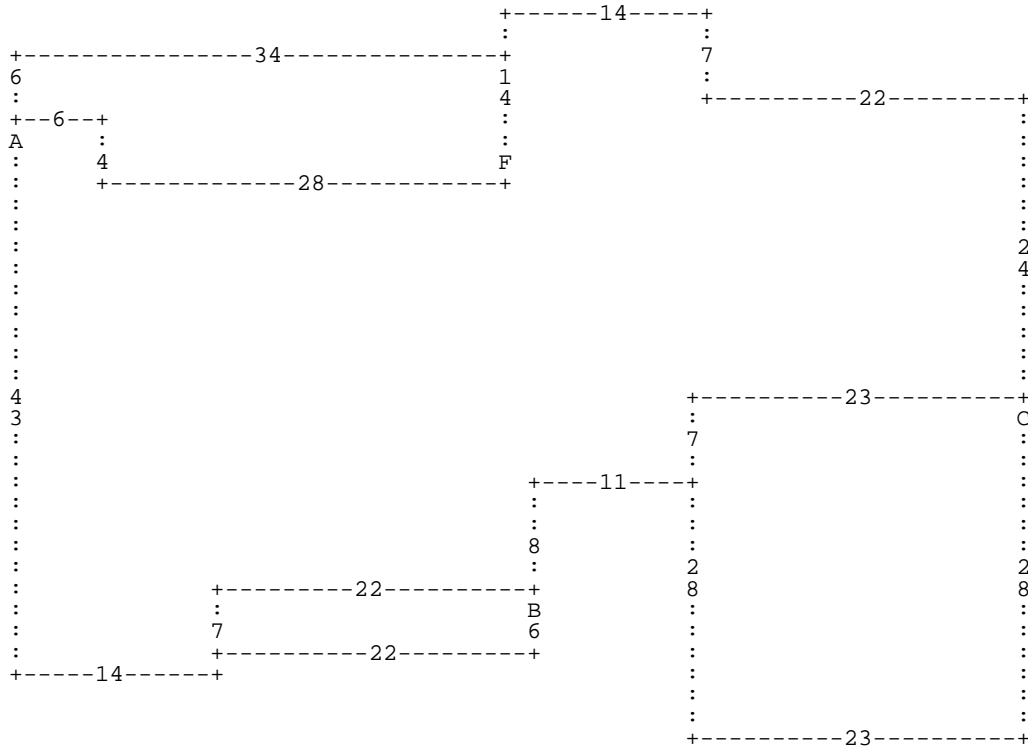 +------14-----+
                                  :             :
+----------------34---------------+             7
6                                 1             :
:                                 4             +----------22---------+
+--6--+                           :                                   :
A     :                           :                                   :
:     4                           F                                   :
:     +-------------28------------+                                   :
:                                                                     :
:                                                                     :
:                                                                     2
:                                                                     4
:                                                                     :
:                                                                     :
:                                                                     :
:                                                                     :
:                                                                     :
4                                              +----------23----------+
3                                              :                      C
:                                              7                      :
:                                              :                      :
:                                   +----11----+                      :
:                                   :          :                      :
:                                   :          :                      :
:                                   8          :                      :
:                                   :          2                      2
:             +---------22----------+          8                      8
:             :                     B          :                      :
:             7                     6          :                      :
:             +----------22---------+          :                      :
+-----14------+                                :                      :
                                               :                      :
                                               :                      :
                                               +----------23----------+